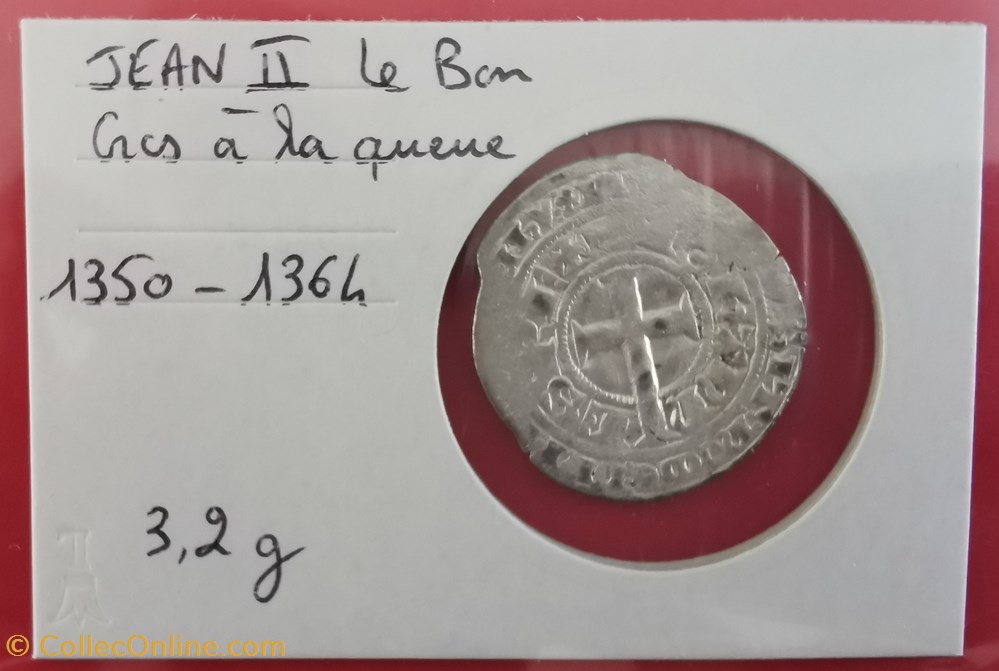 JEAN II le Bon
Gros à la queue
1350 - 1364
3,2 g
© CollecOnline.com